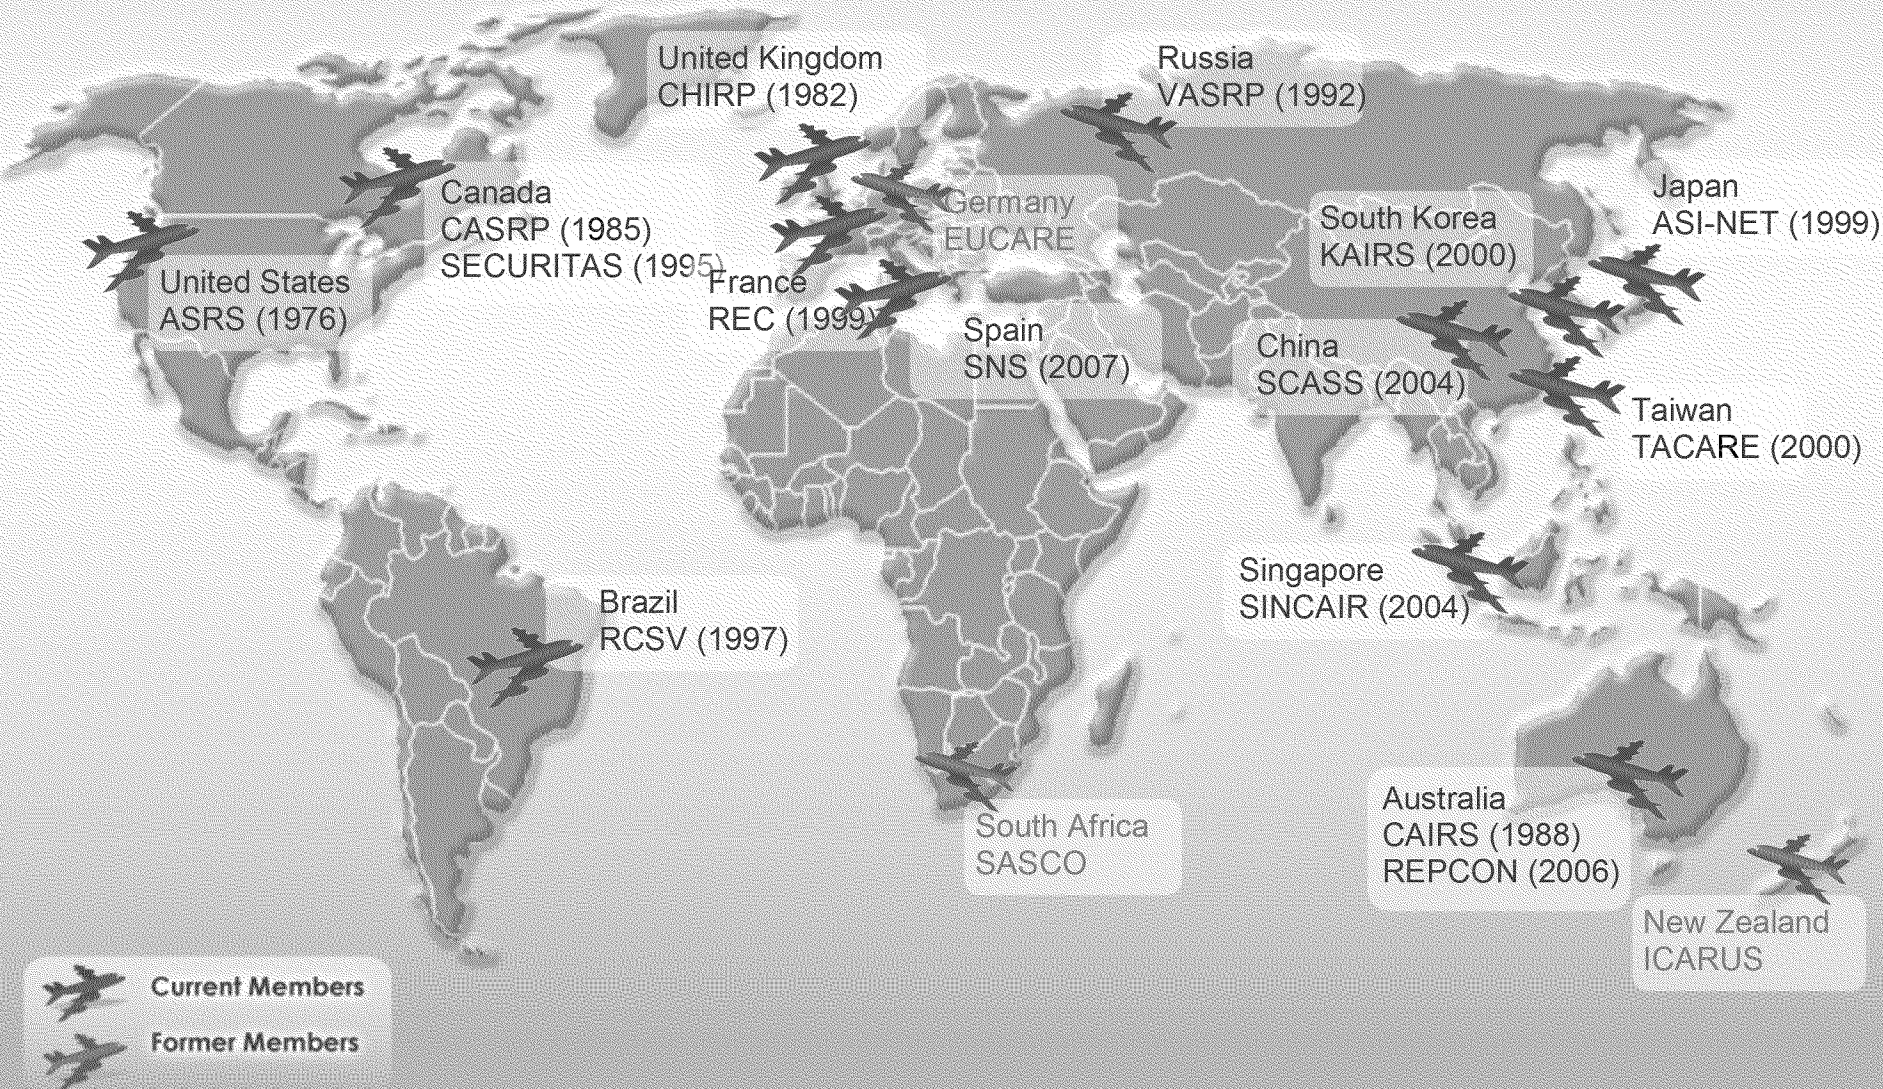 United Kingdom
CHIRP (1982)
Russia
VASRP (1992)
Canada
CASRP (1985)
SECURITAS (1995)
Germany
EUCARE
South Korea
KAIRS (2000)
Japan
ASI-NET (1999)
United States
ASRS (1976)
France
REC (1999)
Spain
SNS (2007)
China
SCASS (2004)
Taiwan
TACARE (2000)
Singapore
SINCAIR (2004)
Brazil
RCSV (1997)
South Africa
SASCO
Australia
CAIRS (1988)
REPCON (2006)
New Zealand
ICARUS
Current Members
Former Members